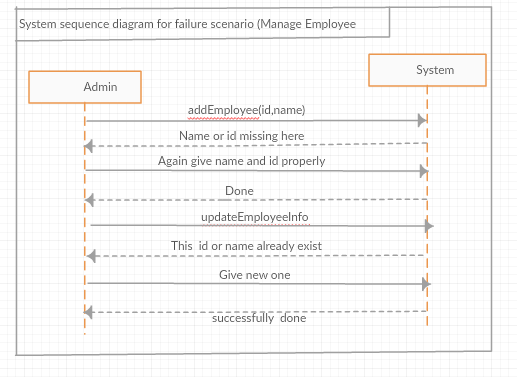 System sequence diagram for failure scenario (Manage Employee
System
Admin
addEmployee(id,name)
Name or id missing here
Again give name and id properly
Done
updateEmployeeInfo
This id or name already exist
Give new one
successfully done